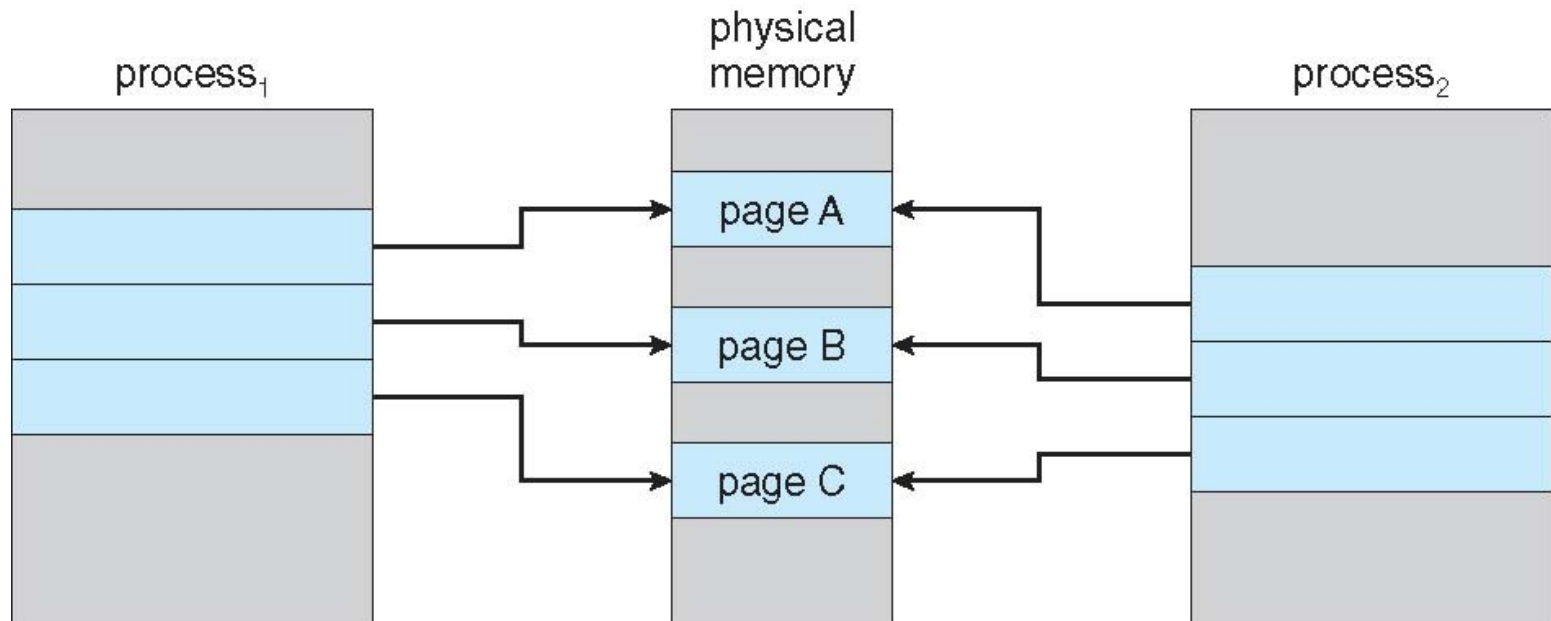 process₁
physical
memory
process₂
page A
page B
page C